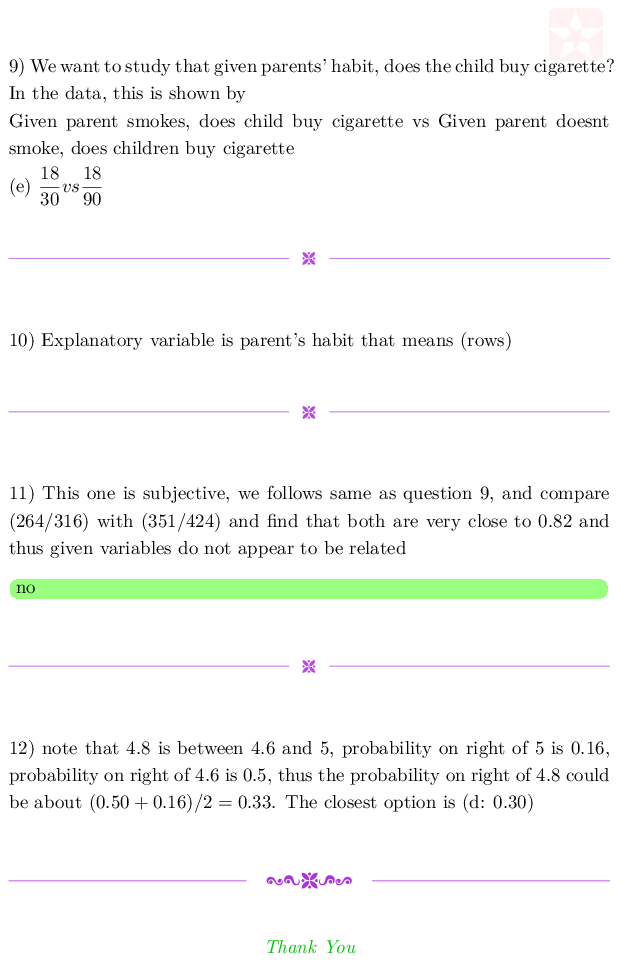 9) We want to study that given parents' habit, does the child buy cigarette?
In the data, this is shown by
Given parent smokes, does child buy cigarette vs Given parent doesnt
smoke, does children buy cigarette
(e) 18/30 vs 18/90
10) Explanatory variable is parent's habit that means (rows)
11) This one is subjective, we follows same as question 9, and compare
(264/316) with (351/424) and find that both are very close to 0.82 and
thus given variables do not appear to be related
no
12) note that 4.8 is between 4.6 and 5, probability on right of 5 is 0.16,
probability on right of 4.6 is 0.5, thus the probability on right of 4.8 could
be about (0.50 + 0.16)/2 = 0.33. The closest option is (d: 0.30)
Thank You